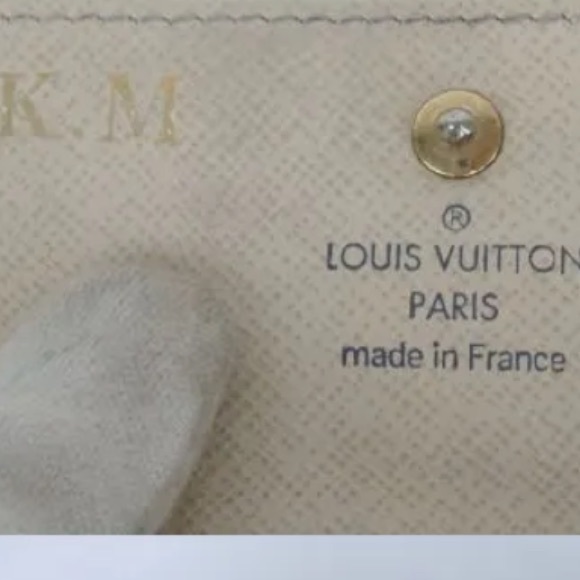 K.M
®
LOUIS VUITTON
PARIS
made in France